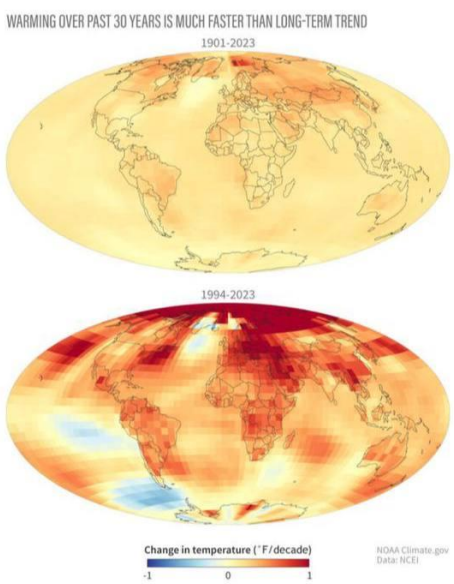 WARMING OVER PAST 30 YEARS IS MUCH FASTER THAN LONG-TERM TREND
1901-2023
1994-2023
Change in temperature (°F/decade)
-1 0 1
NOAA Climate.gov
Data: NCEI